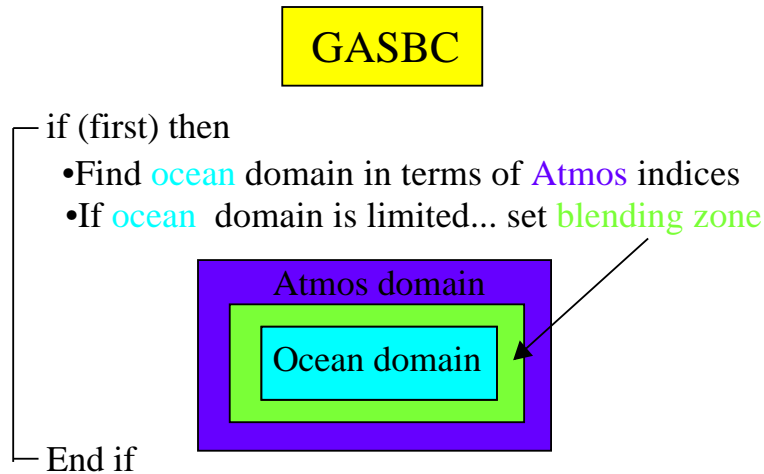 GASBC
if (first) then
•Find ocean domain in terms of Atmos indices
•If ocean domain is limited... set blending zone
Atmos domain
Ocean domain
End if